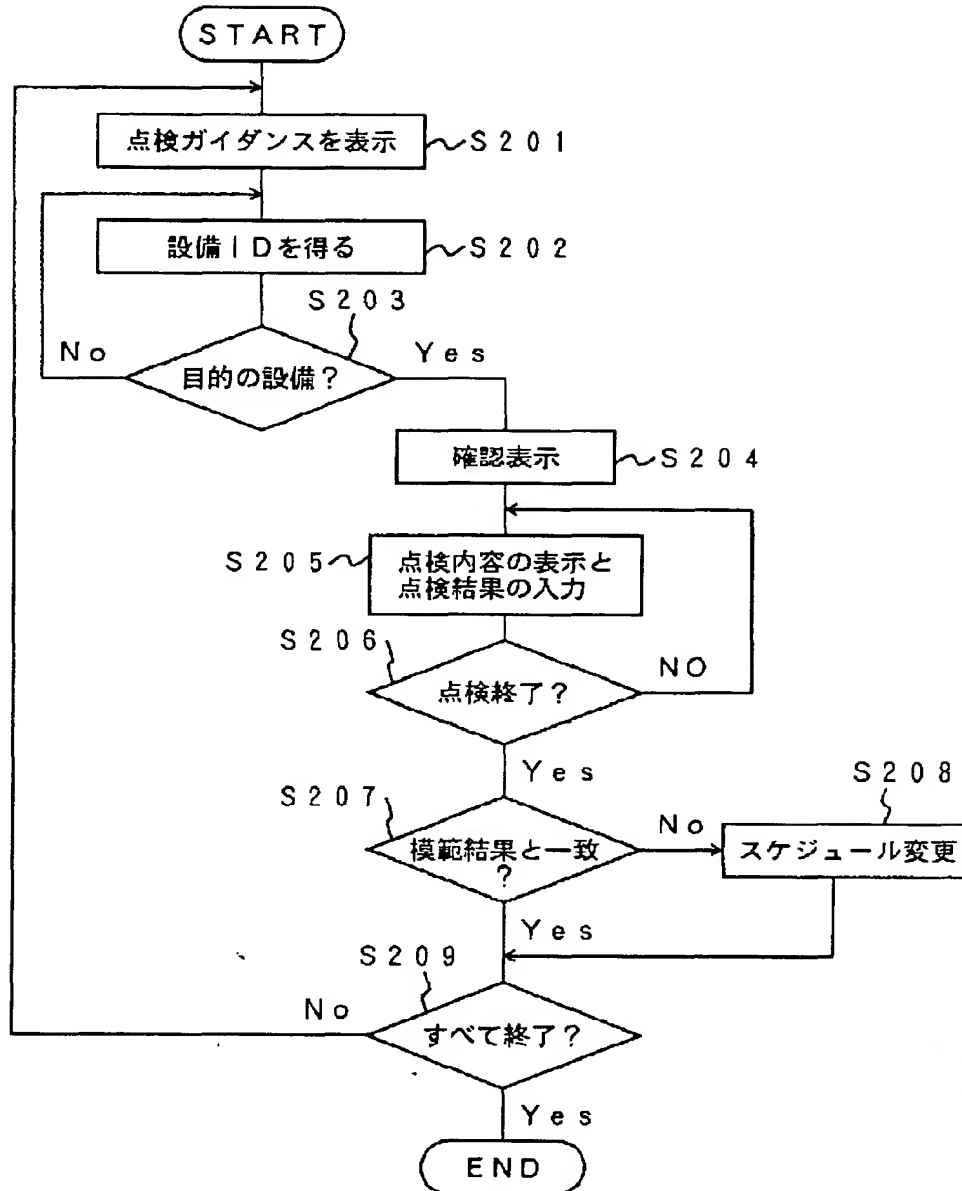 START
点検ガイダンスを表示
S201
設備IDを得る
S202
S203
No
Yes
目的の設備?
確認表示
S204
S205
点検内容の表示と
点検結果の入力
S206
点検終了?
NO
Yes
S207
模範結果と一致
?
No
S208
スケジュール変更
Yes
S209
No
すべて終了?
Yes
END